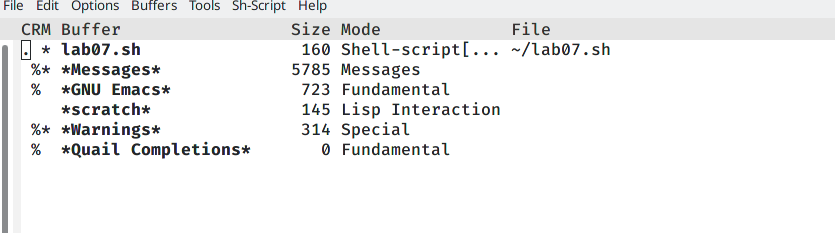 File Edit Options Buffers Tools Sh-Script Help
CRM Buffer Size Mode File
. * lab07.sh 160 Shell-script[... ~/lab07.sh
%* *Messages* 5785 Messages
% *GNU Emacs* 723 Fundamental
*scratch* 145 Lisp Interaction
%* *Warnings* 314 Special
% *Quail Completions* 0 Fundamental